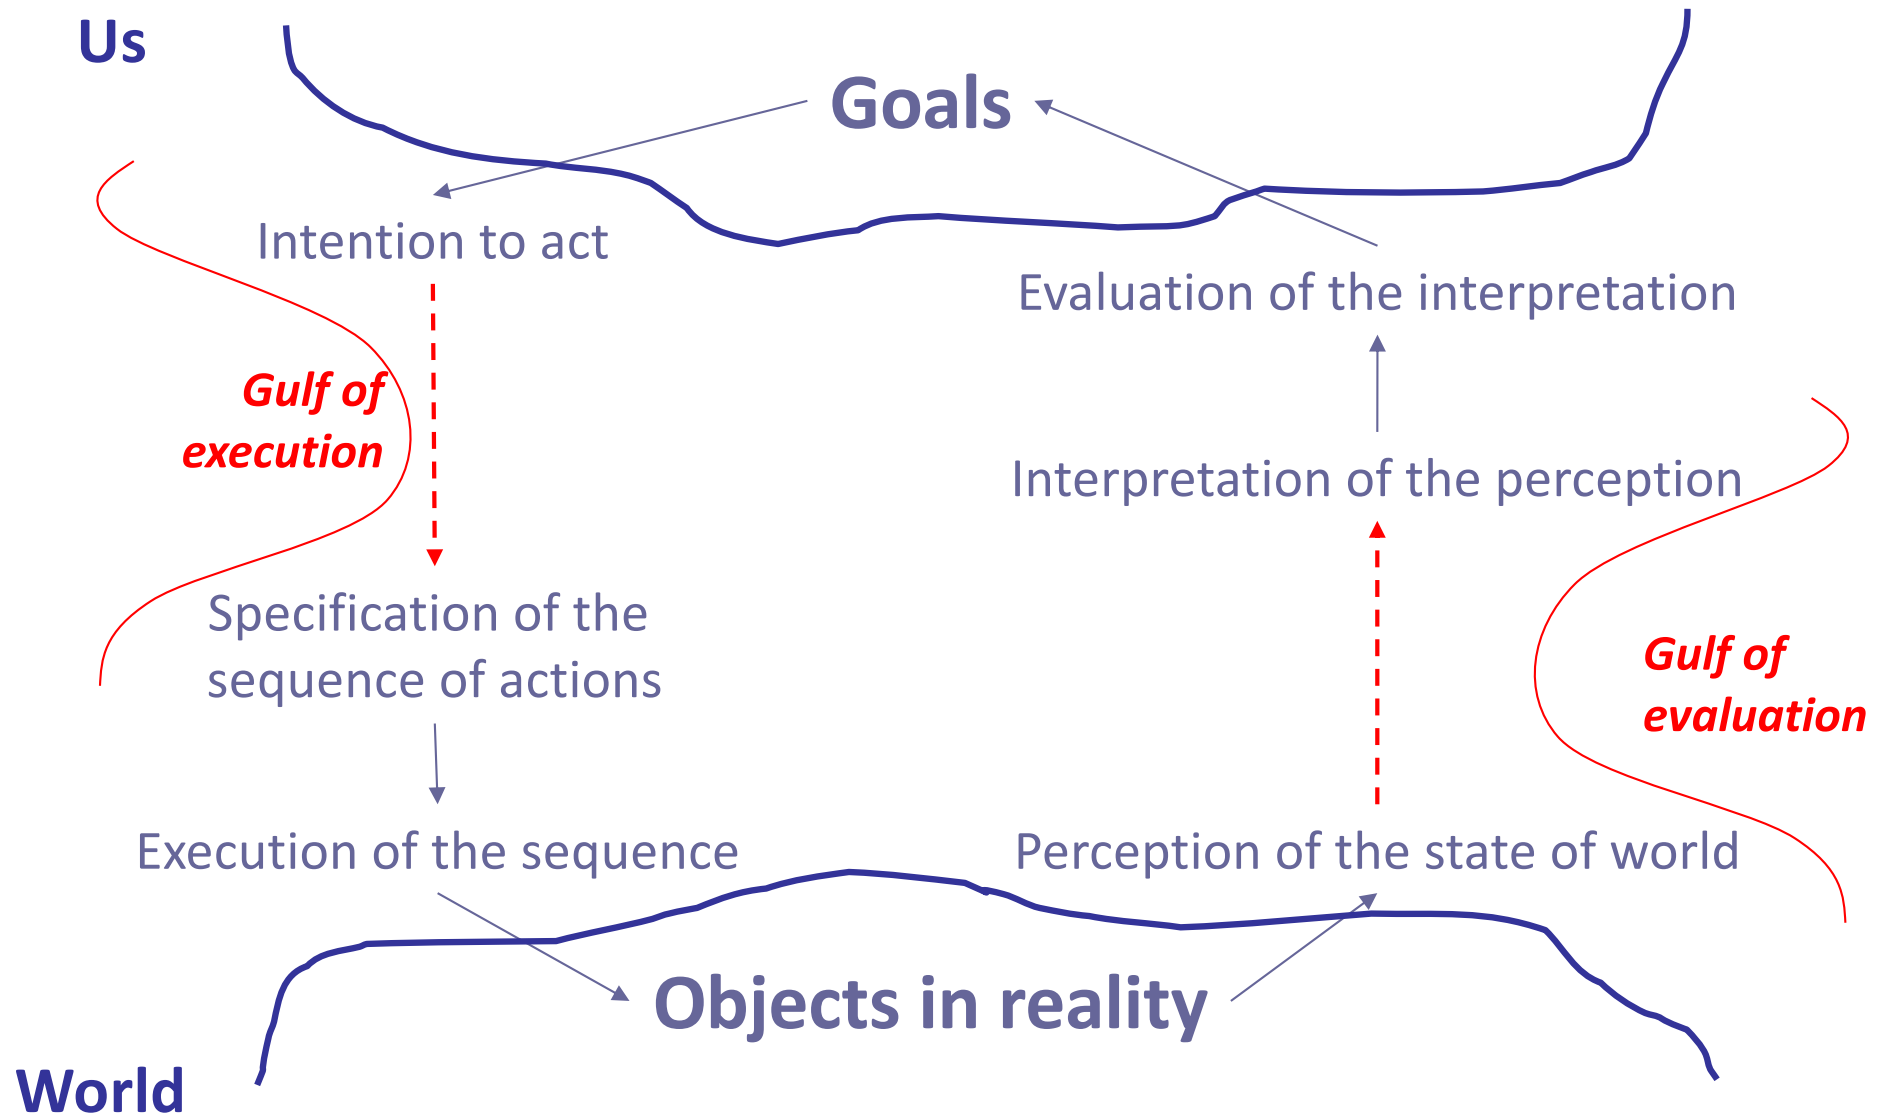 Us
Goals
Intention to act
Evaluation of the interpretation
Gulf of
execution
Interpretation of the perception
Specification of the
sequence of actions
Gulf of
evaluation
Execution of the sequence
Perception of the state of world
Objects in reality
World